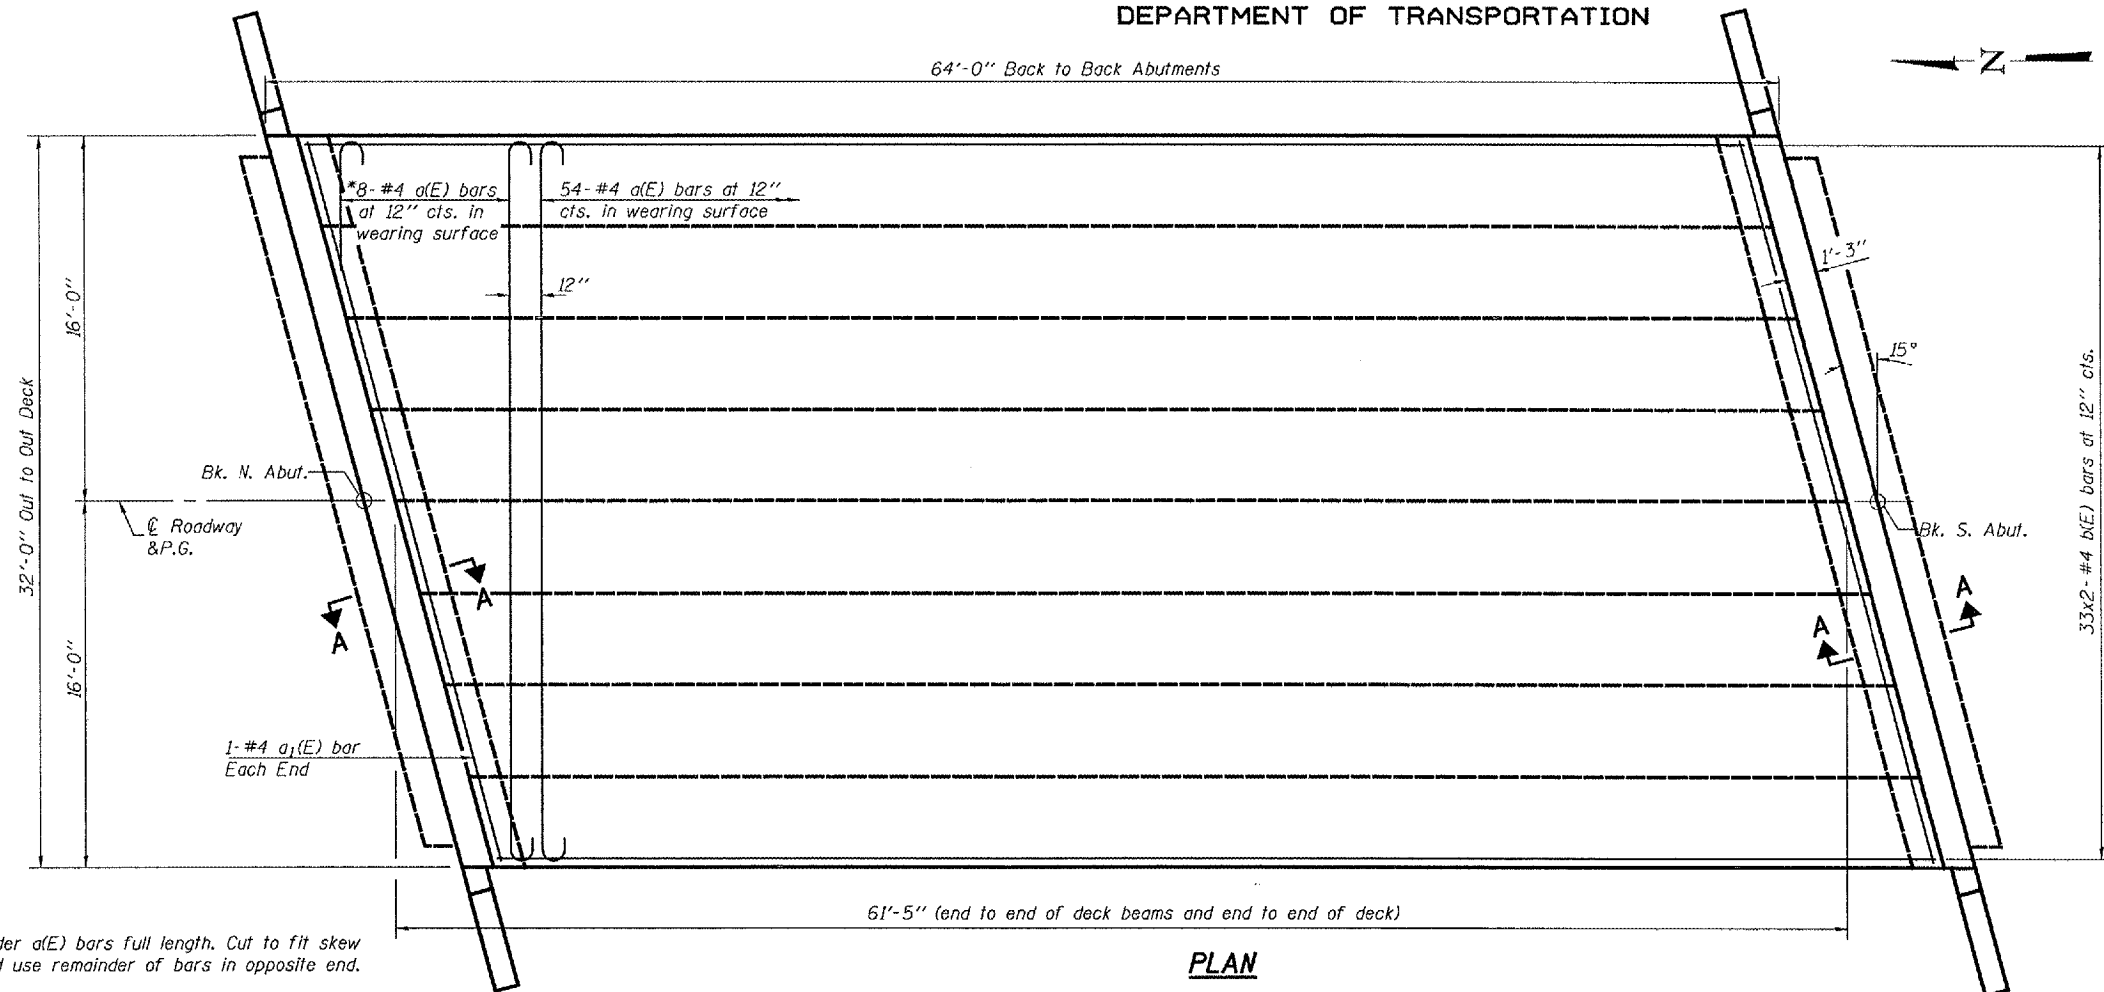 DEPARTMENT OF TRANSPORTATION
64'-0" Back to Back Abutments
N
*8-#4 a(E) bars
at 12" cts. in
wearing surface
54-#4 a(E) bars at 12"
cts. in wearing surface
12"
1'-3"
15°
16'-0"
32'-0" Out to Out Deck
33x2-#4 b(E) bars at 12" cts.
Bk. N. Abut.
℄ Roadway
&P.G.
Bk. S. Abut.
A
A
A
A
16'-0"
1-#4 a₁(E) bar
Each End
61'-5" (end to end of deck beams and end to end of deck)
a(E) bars full length. Cut to fit skew
use remainder of bars in opposite end.
PLAN